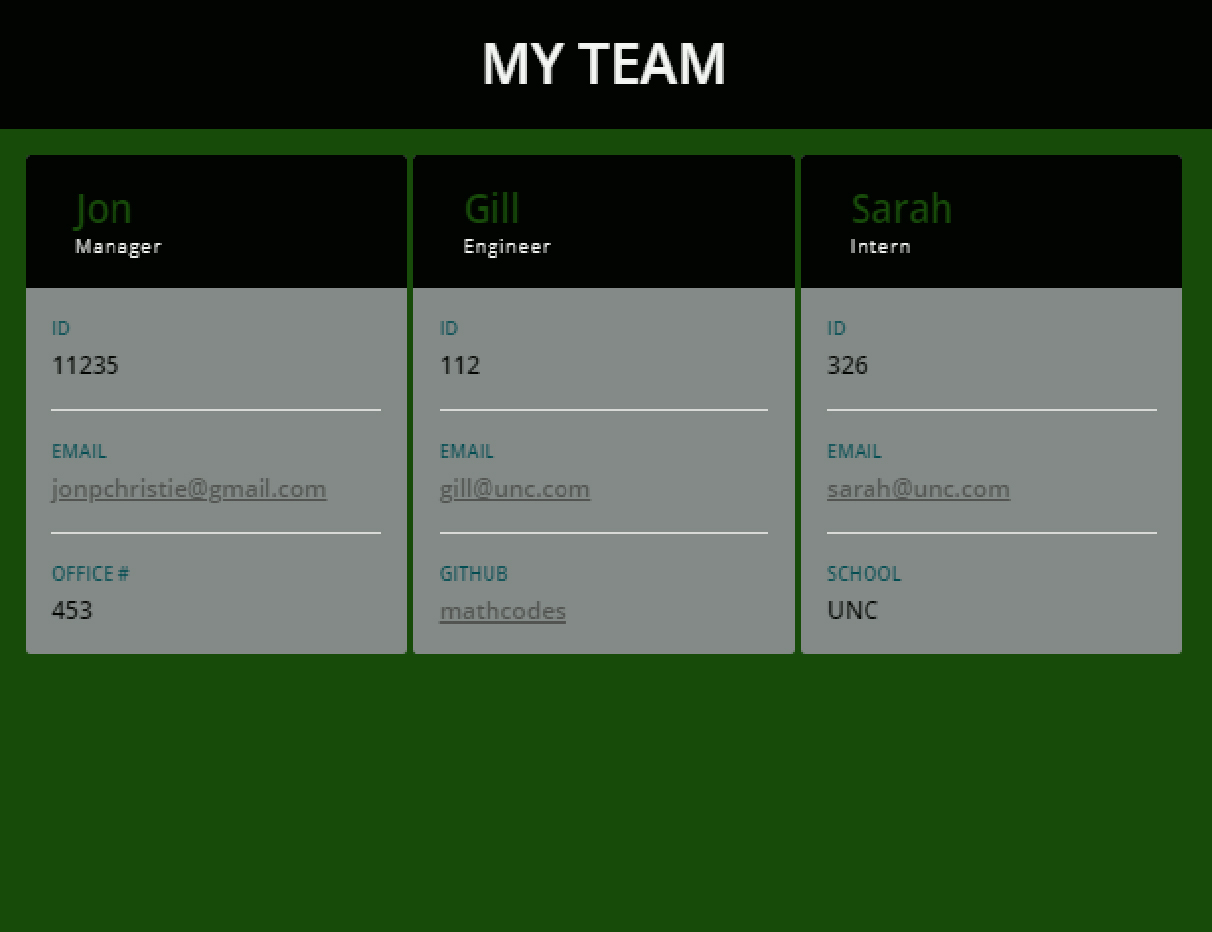 MY TEAM
Jon
Manager
ID
11235
EMAIL
jonpchristie@gmail.com
OFFICE #
453
Gill
Engineer
ID
112
EMAIL
gill@unc.com
GITHUB
mathcodes
Sarah
Intern
ID
326
EMAIL
sarah@unc.com
SCHOOL
UNC